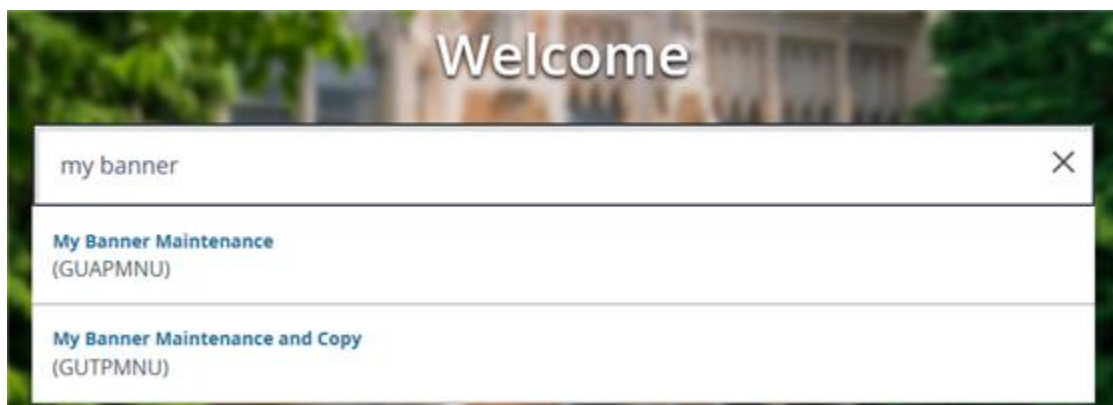 Welcome
my banner
My Banner Maintenance
(GUAPMNU)
My Banner Maintenance and Copy
(GUTPMNU)